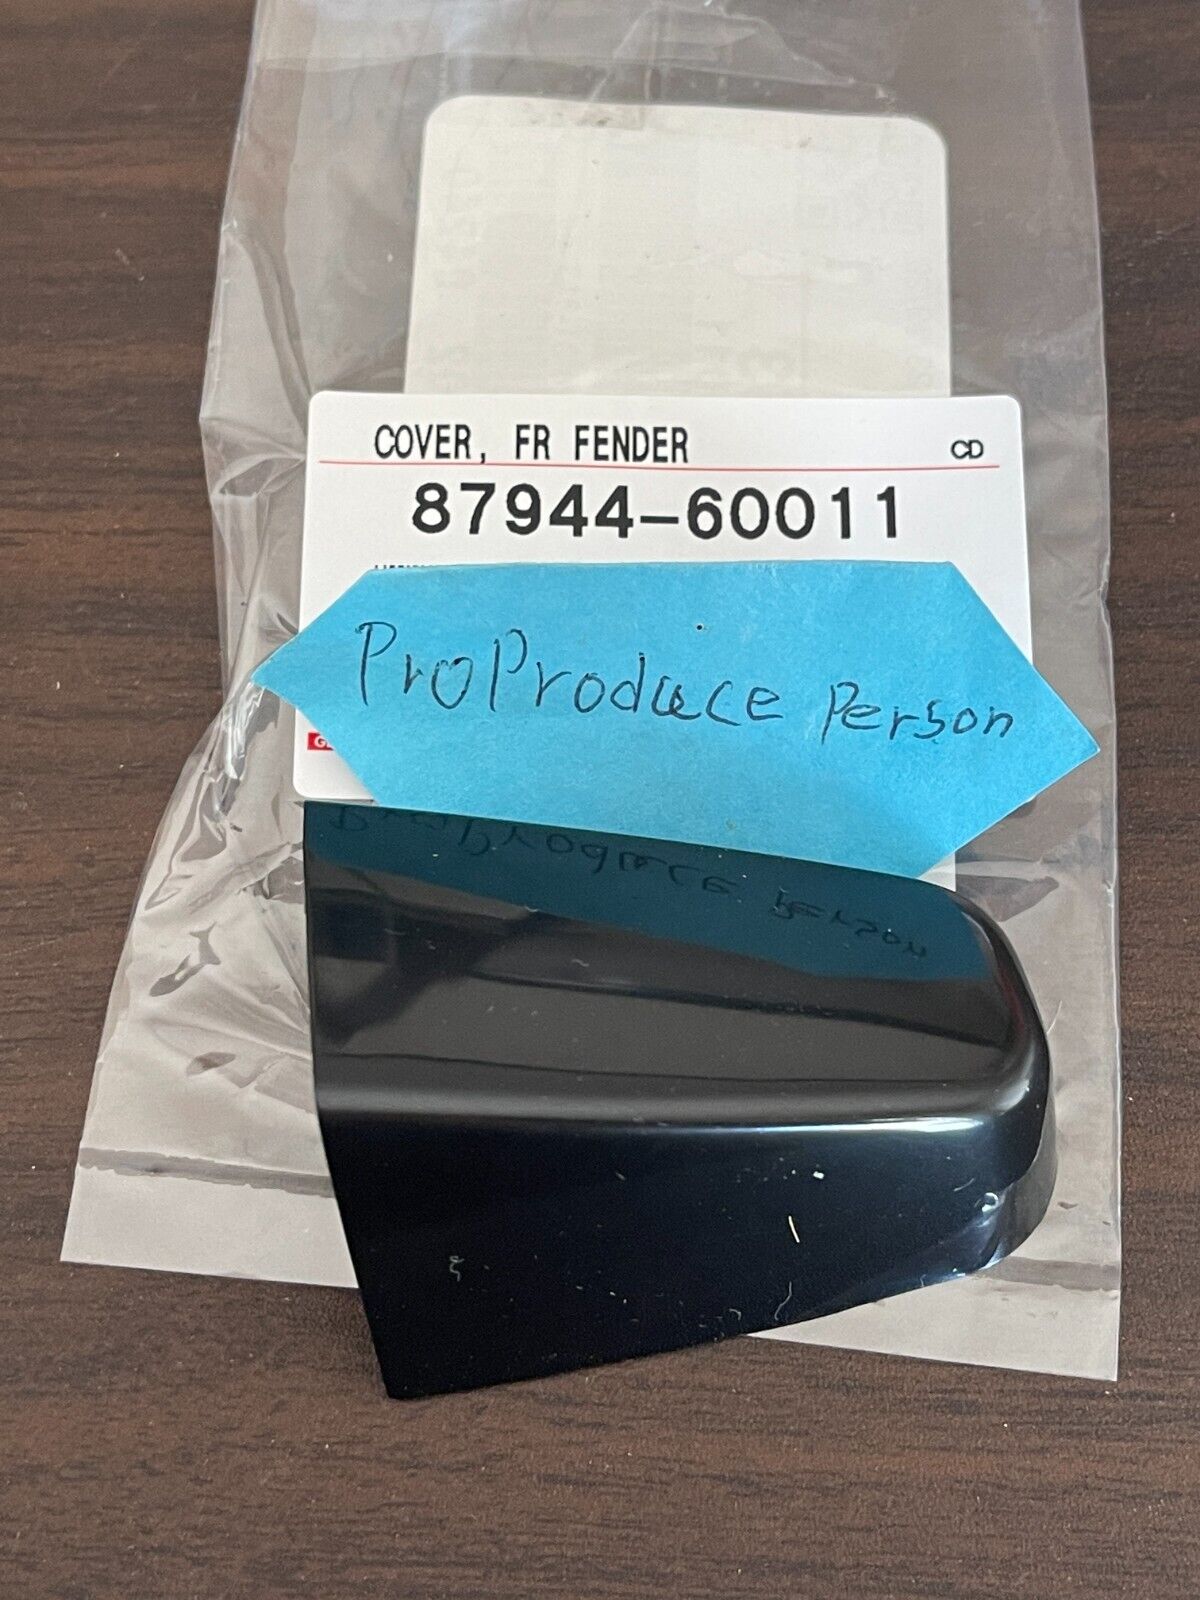 COVER, FR FENDER CD
87944-60011
ProProduce Person